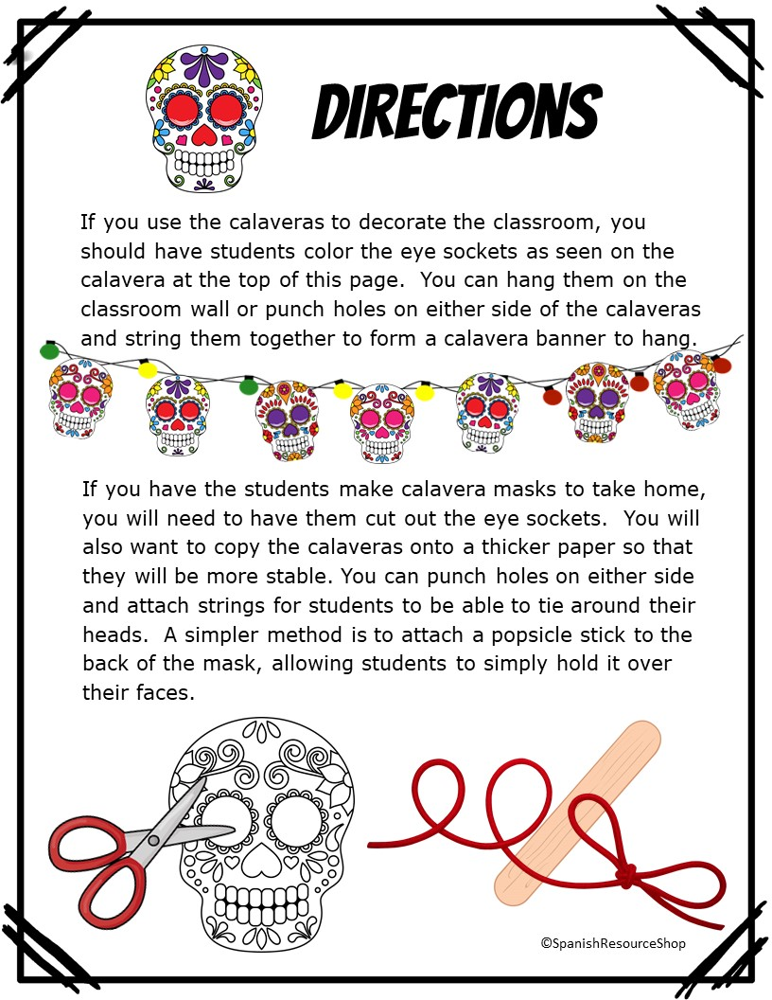 DIRECTIONS
If you use the calaveras to decorate the classroom, you
should have students color the eye sockets as seen on the
calavera at the top of this page.  You can hang them on the
classroom wall or punch holes on either side of the calaveras
and string them together to form a calavera banner to hang.
If you have the students make calavera masks to take home,
you will need to have them cut out the eye sockets.  You will
also want to copy the calaveras onto a thicker paper so that
they will be more stable. You can punch holes on either side
and attach strings for students to be able to tie around their
heads.  A simpler method is to attach a popsicle stick to the
back of the mask, allowing students to simply hold it over
their faces.
©SpanishResourceShop